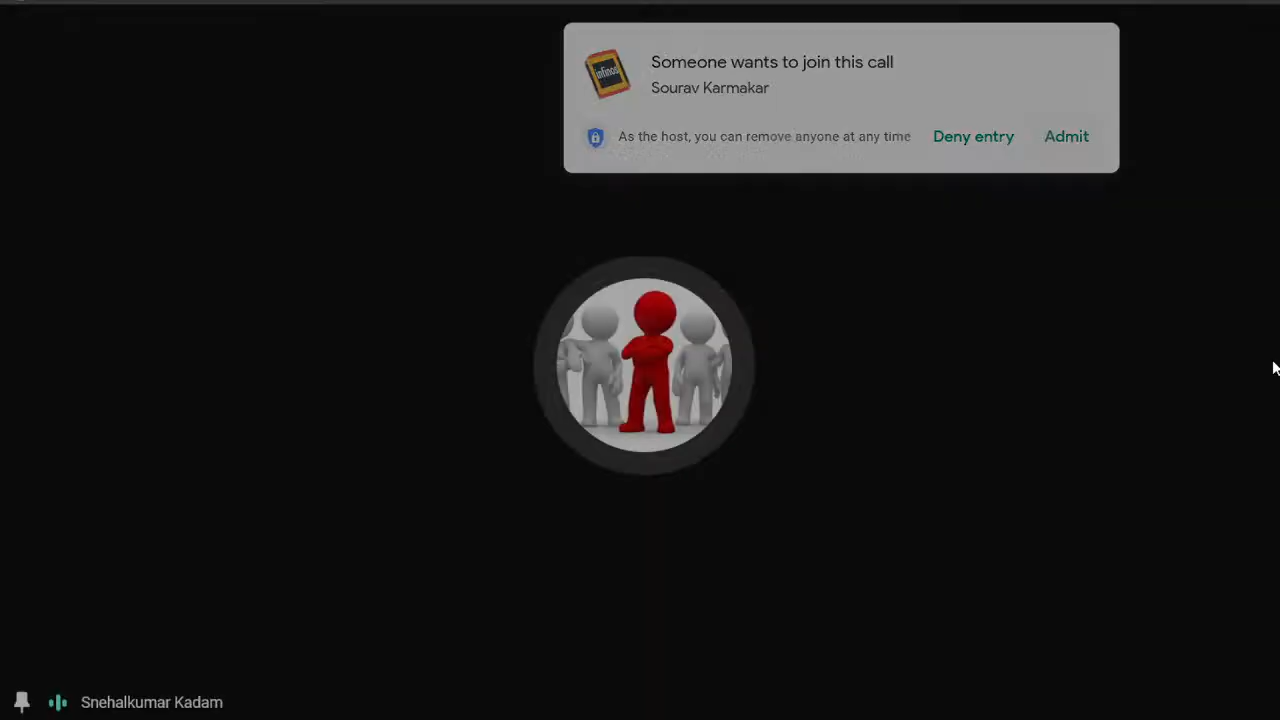 Someone wants to join this call
infinos
Sourav Karmakar
As the host, you can remove anyone at any time
Deny entry
Admit
Snehalkumar Kadam